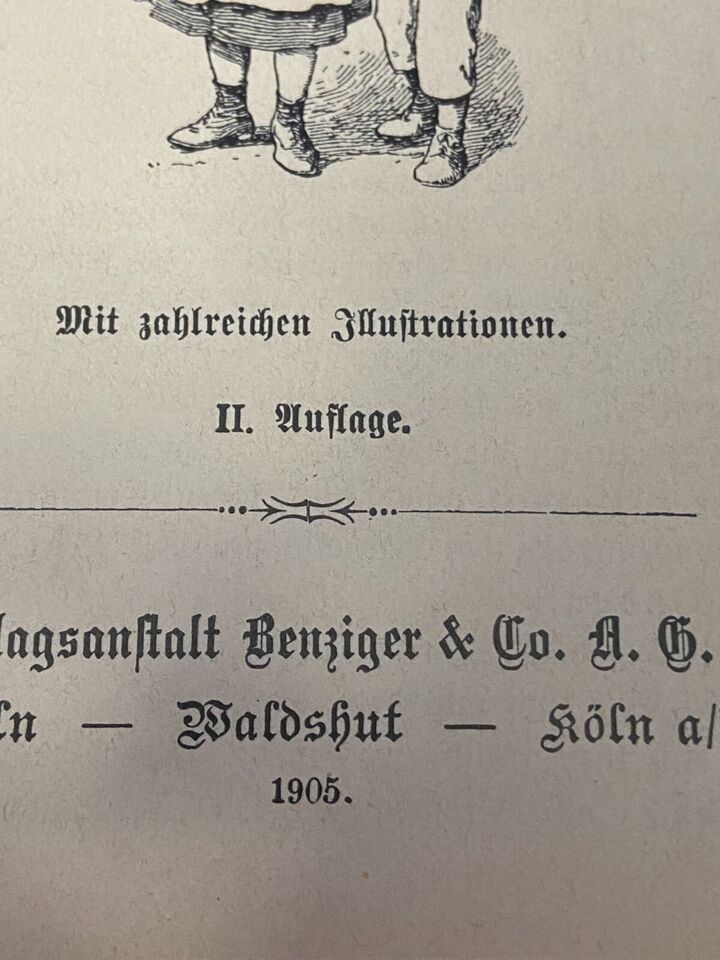 Mit zahlreichen Illustrationen.
II. Auflage.
lagsanstalt Benziger & Co. A. G.
ln — Waldshut — Köln a/
1905.